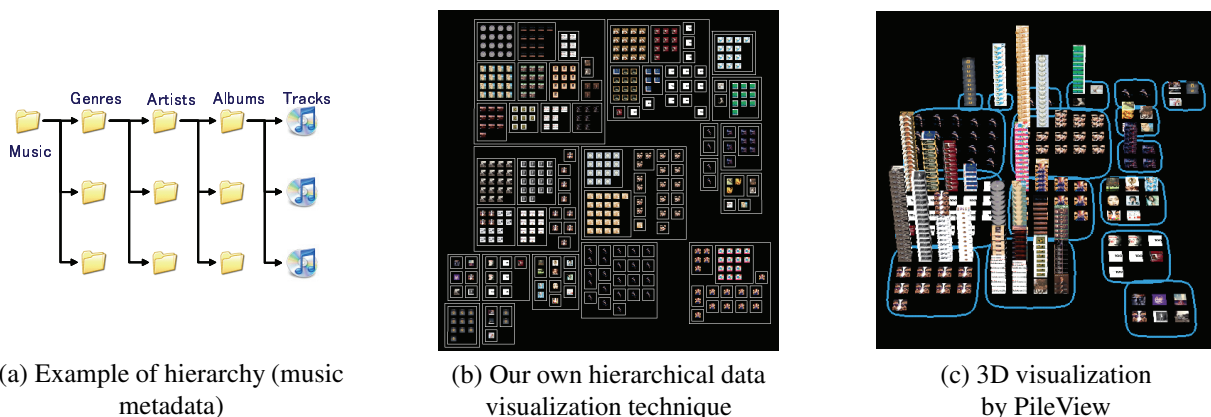 Genres Artists Albums Tracks
Music
(a) Example of hierarchy (music
metadata)
(b) Our own hierarchical data
visualization technique
(c) 3D visualization
by PileView